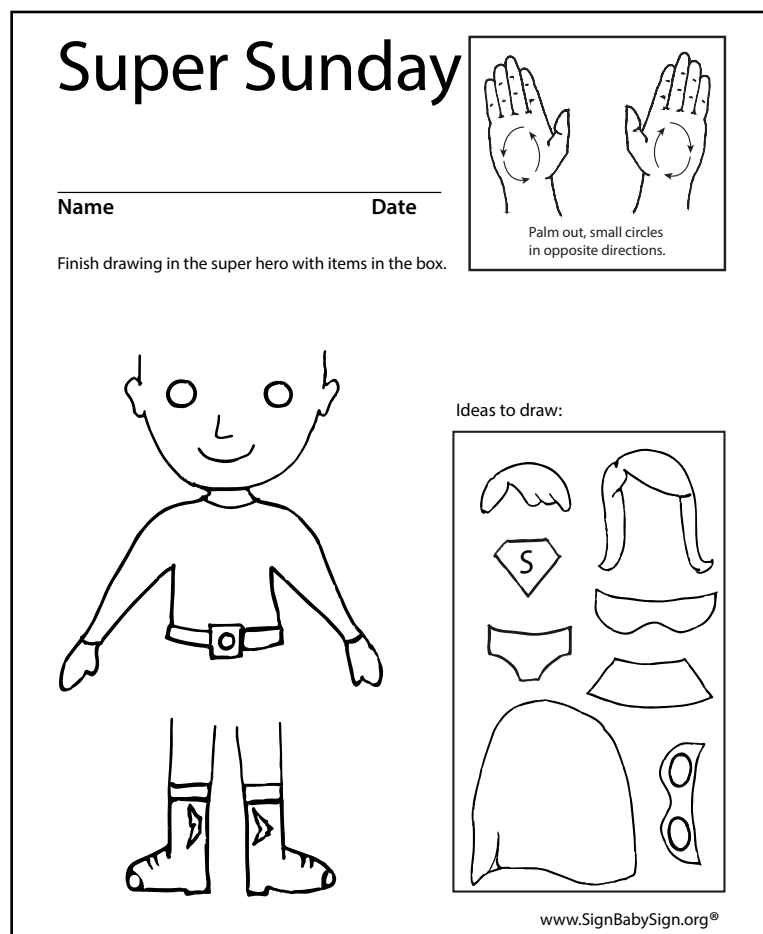 Super Sunday
Name Date
Finish drawing in the super hero with items in the box.
Palm out, small circles
in opposite directions.
Ideas to draw:
S
www.SignBabySign.org®